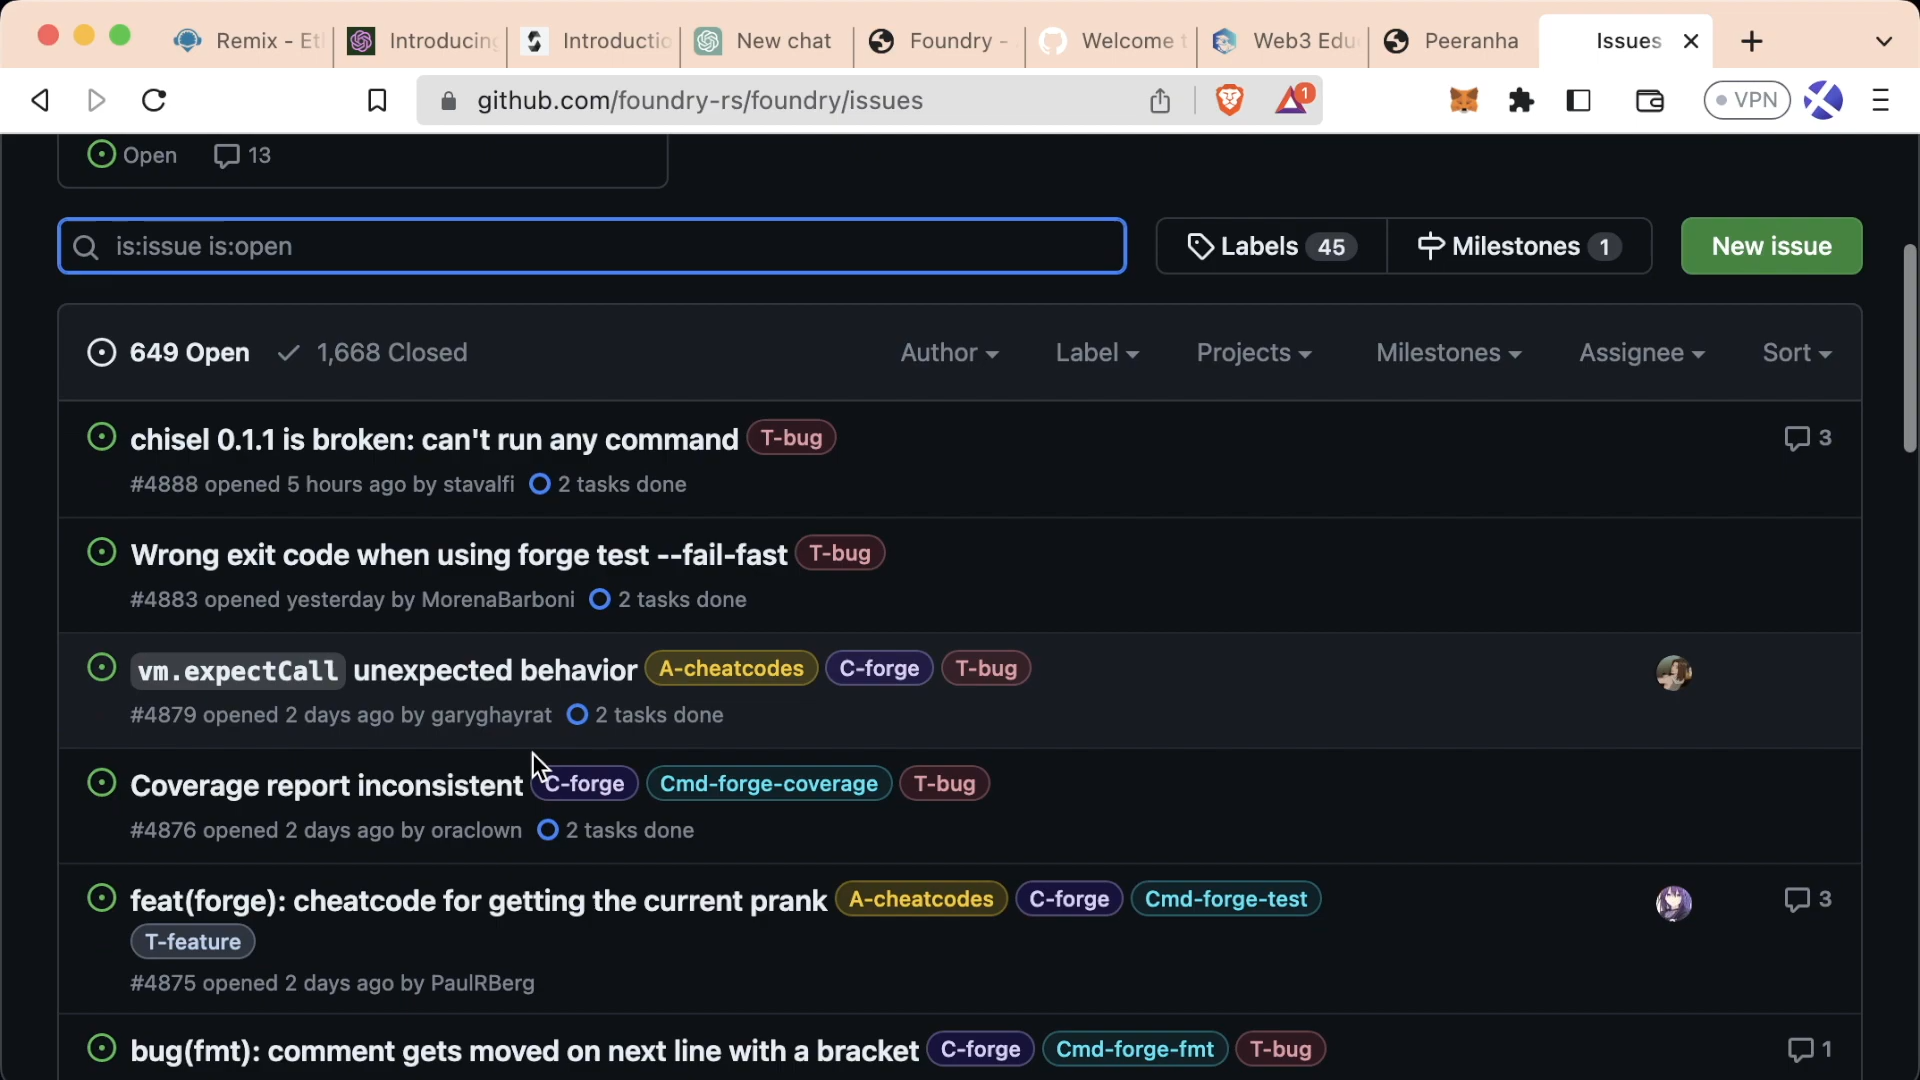 Remix - Et
Introducing
Introductio
New chat
Foundry -
Welcome t
Web3 Edu
Peeranha
Issues
github.com/foundry-rs/foundry/issues
1
VPN
Open 13
is:issue is:open
Labels 45
Milestones 1
New issue
649 Open 1,668 Closed
Author
Label
Projects
Milestones
Assignee
Sort
chisel 0.1.1 is broken: can't run any command T-bug 3
#4888 opened 5 hours ago by stavalfi 2 tasks done
Wrong exit code when using forge test --fail-fast T-bug
#4883 opened yesterday by MorenaBarboni 2 tasks done
vm.expectCall unexpected behavior A-cheatcodes C-forge T-bug
#4879 opened 2 days ago by garyghayrat 2 tasks done
Coverage report inconsistent C-forge Cmd-forge-coverage T-bug
#4876 opened 2 days ago by oraclown 2 tasks done
feat(forge): cheatcode for getting the current prank A-cheatcodes C-forge Cmd-forge-test 3
T-feature
#4875 opened 2 days ago by PaulRBerg
bug(fmt): comment gets moved on next line with a bracket C-forge Cmd-forge-fmt T-bug 1